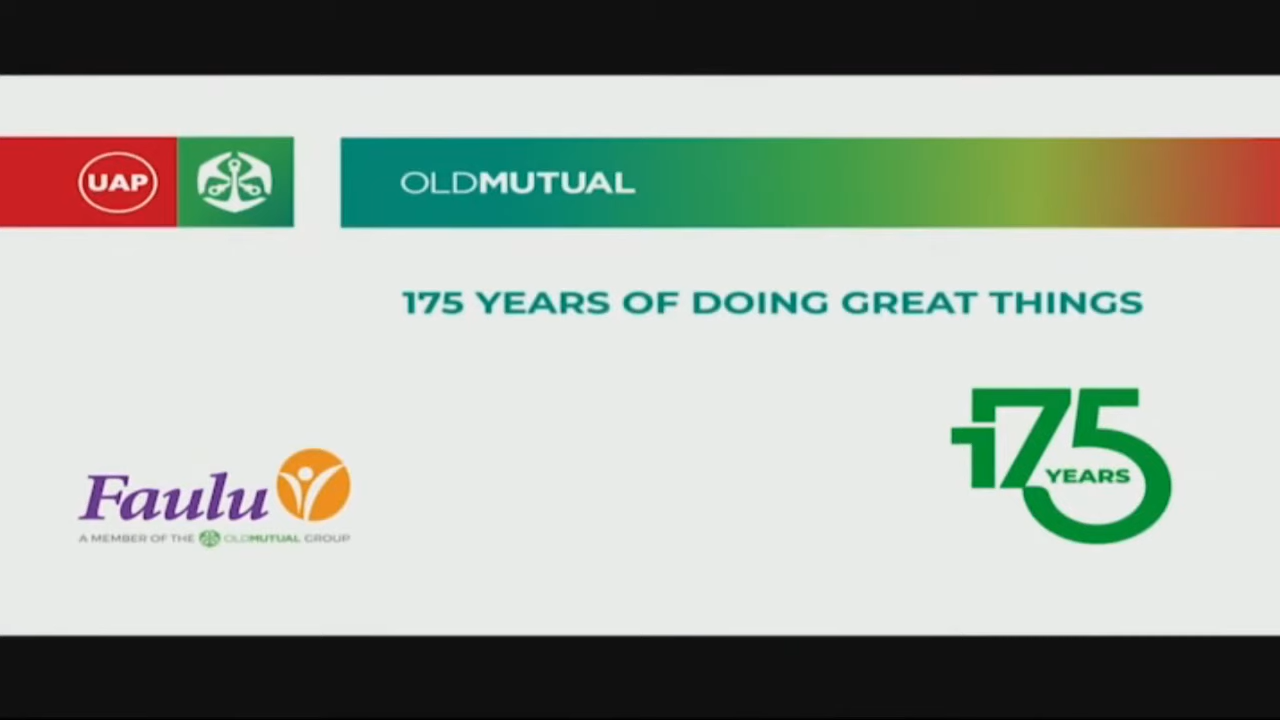 UAP OLDMUTUAL
175 YEARS OF DOING GREAT THINGS
175
YEARS
Faulu
A MEMBER OF THE OLDMUTUAL GROUP